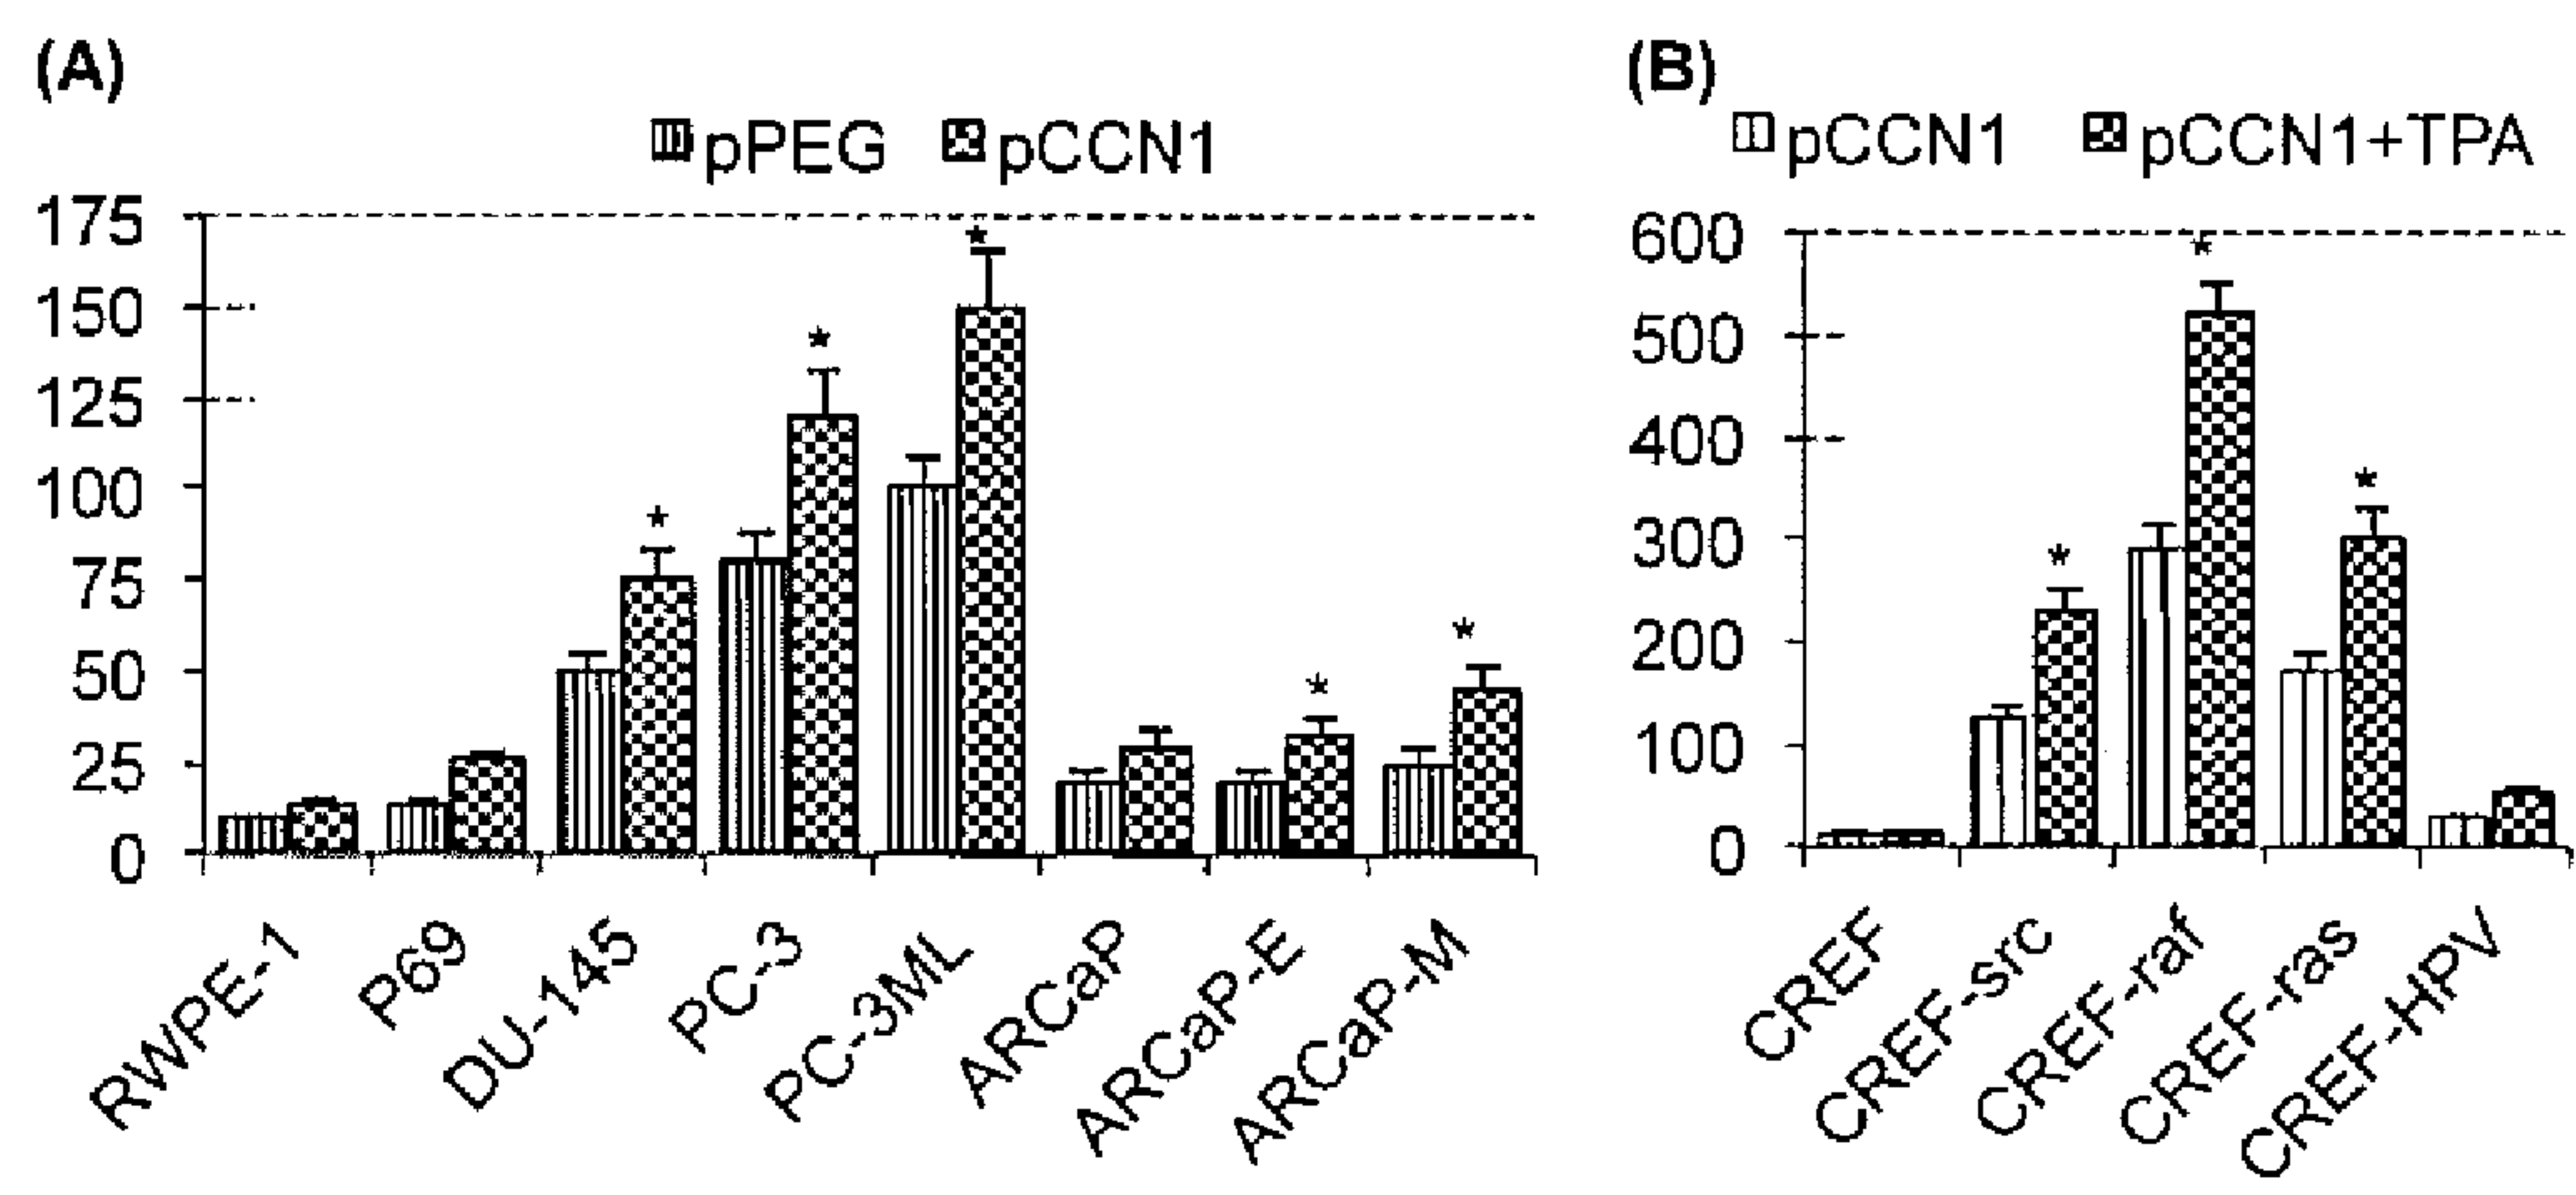 (A)
pPEG pCCN1
175
150
125
100
75
50
25
0
* * * * *
RWPE-1 P69 DU-145 PC-3 PC-3ML ARCaP ARCaP-E ARCaP-M
(B)
pCCN1 pCCN1+TPA
600
500
400
300
200
100
0
* * *
CREF CREF-src CREF-raf CREF-ras CREF-HPV